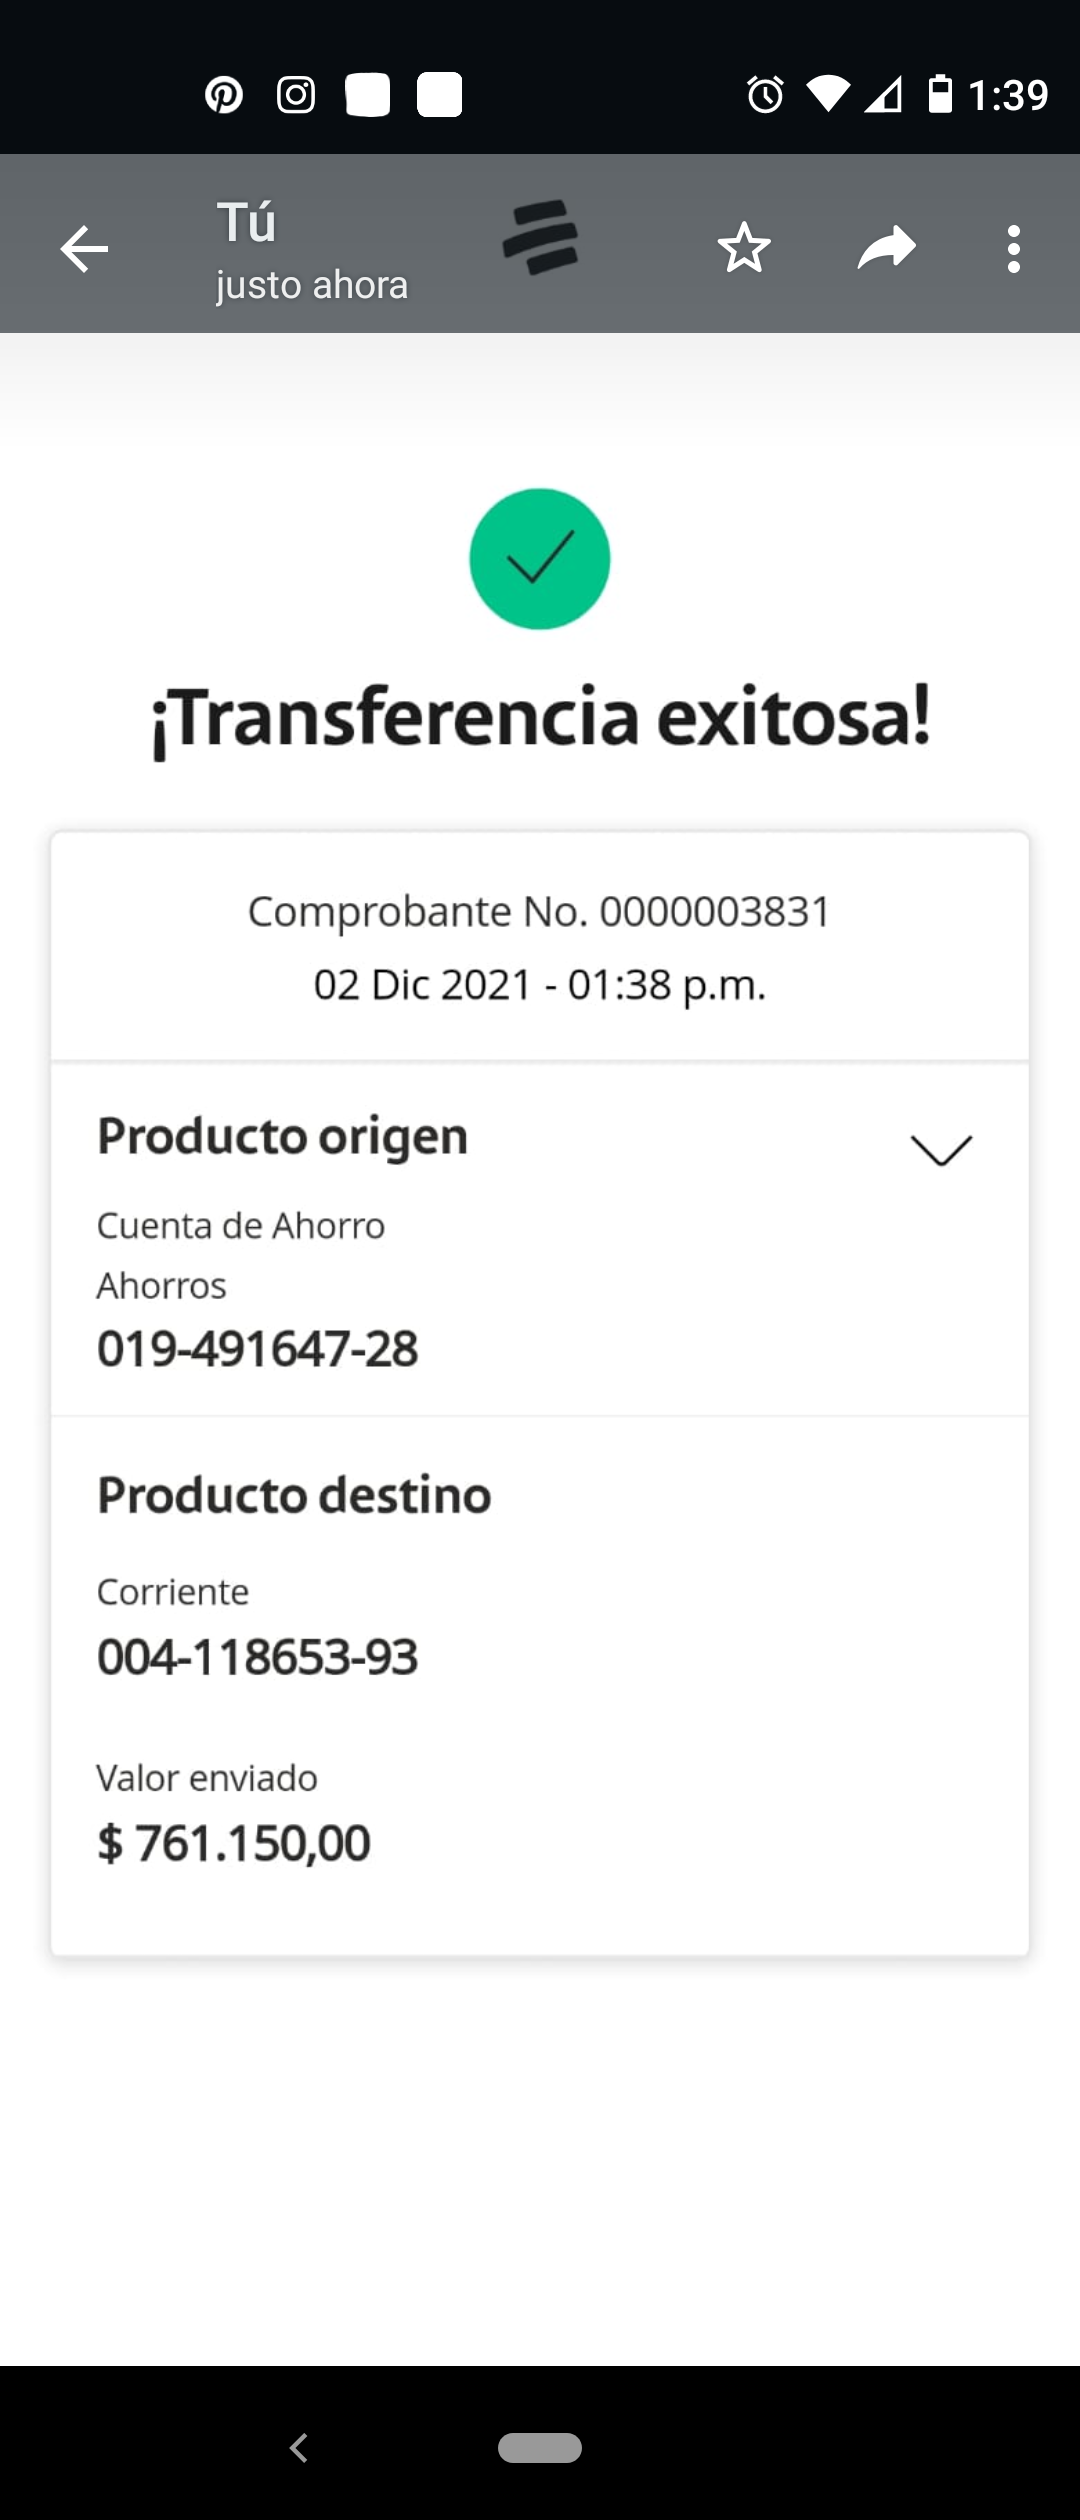 1:39
Tú
justo ahora
¡Transferencia exitosa!
Comprobante No. 0000003831
02 Dic 2021 - 01:38 p.m.
Producto origen
Cuenta de Ahorro
Ahorros
019-491647-28
Producto destino
Corriente
004-118653-93
Valor enviado
$ 761.150,00